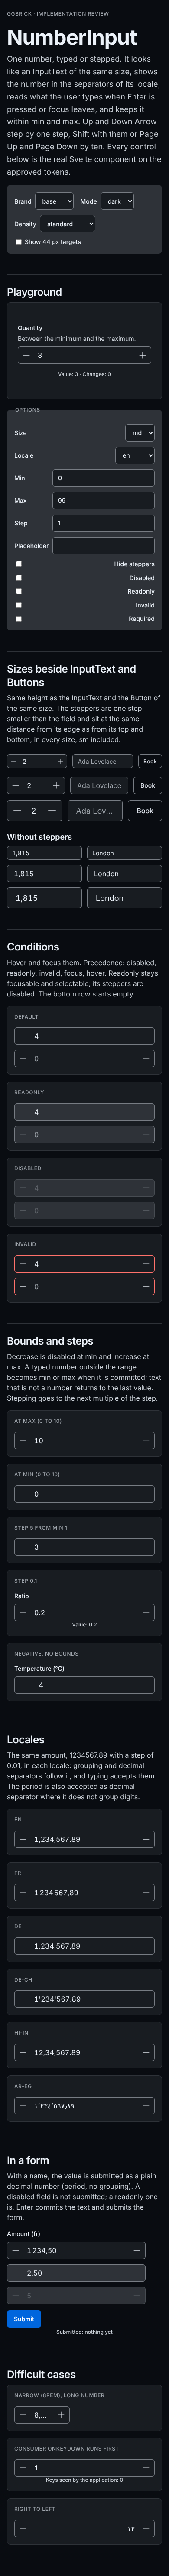 GGBRICK · IMPLEMENTATION REVIEW
NumberInput
One number, typed or stepped. It looks
like an InputText of the same size, shows
the number in the separators of its locale,
reads what the user types when Enter is
pressed or focus leaves, and keeps it
within min and max. Up and Down Arrow
step by one step, Shift with them or Page
Up and Page Down by ten. Every control
below is the real Svelte component on the
approved tokens.
Brand base Mode dark
Density standard
Show 44 px targets
Playground
Quantity
Between the minimum and the maximum.
3
Value: 3 · Changes: 0
OPTIONS
Size md
Locale en
Min 0
Max 99
Step 1
Placeholder
Hide steppers
Disabled
Readonly
Invalid
Required
Sizes beside InputText and
Buttons
Same height as the InputText and the Button of
the same size. The steppers are one step
smaller than the field and sit at the same
distance from its edge as from its top and
bottom, in every size, sm included.
2 Ada Lovelace Book
2 Ada Lovelace Book
2 Ada Lov… Book
Without steppers
1,815 London
1,815 London
1,815 London
Conditions
Hover and focus them. Precedence: disabled,
readonly, invalid, focus, hover. Readonly stays
focusable and selectable; its steppers are
disabled. The bottom row starts empty.
DEFAULT
4
0
READONLY
4
0
DISABLED
4
0
INVALID
4
0
Bounds and steps
Decrease is disabled at min and increase at
max. A typed number outside the range
becomes min or max when it is committed; text
that is not a number returns to the last value.
Stepping goes to the next multiple of the step.
AT MAX (0 TO 10)
10
AT MIN (0 TO 10)
0
STEP 5 FROM MIN 1
3
STEP 0.1
Ratio
0.2
Value: 0.2
NEGATIVE, NO BOUNDS
Temperature (°C)
-4
Locales
The same amount, 1234567.89 with a step of
0.01, in each locale: grouping and decimal
separators follow it, and typing accepts them.
The period is also accepted as decimal
separator where it does not group digits.
EN
1,234,567.89
FR
1 234 567,89
DE
1.234.567,89
DE-CH
1'234'567.89
HI-IN
12,34,567.89
AR-EG
١٬٢٣٤٬٥٦٧٫٨٩
In a form
With a name, the value is submitted as a plain
decimal number (period, no grouping). A
disabled field is not submitted; a readonly one
is. Enter commits the text and submits the
form.
Amount (fr)
1 234,50
2.50
5
Submit
Submitted: nothing yet
Difficult cases
NARROW (8REM), LONG NUMBER
8,…
CONSUMER ONKEYDOWN RUNS FIRST
1
Keys seen by the application: 0
RIGHT TO LEFT
١٢